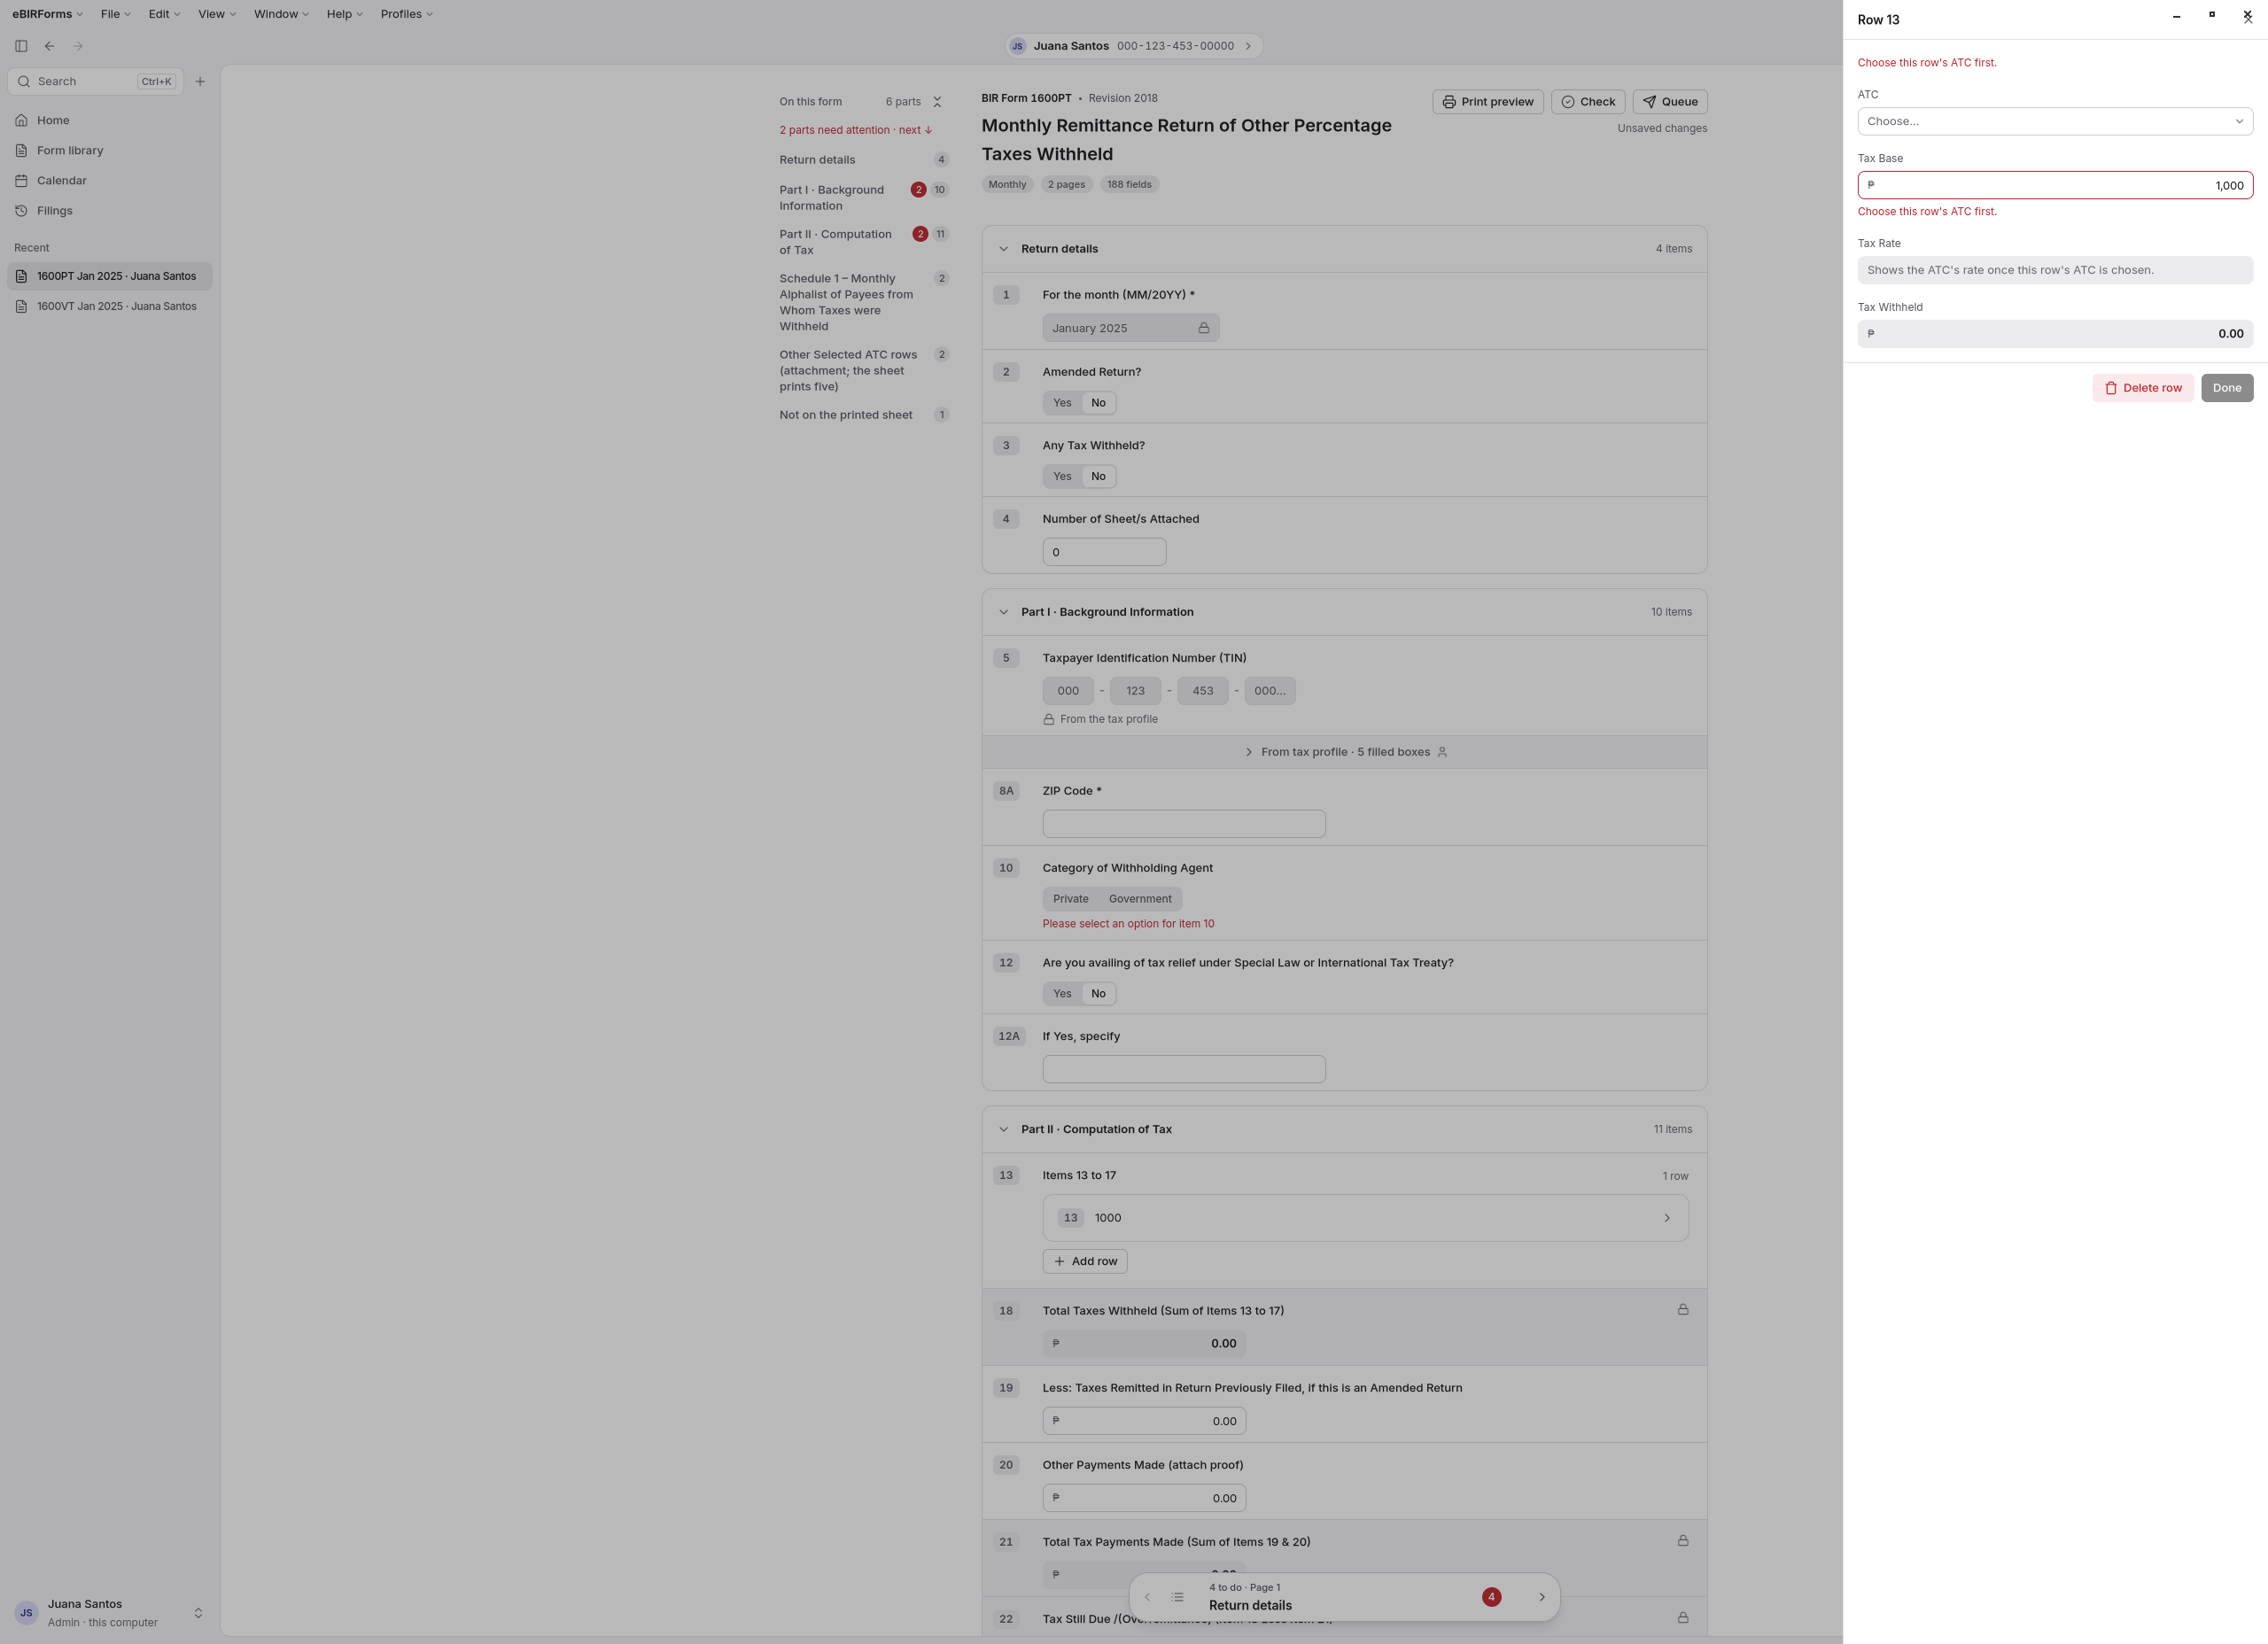 eBIRForms File Edit View Window Help Profiles
JS Juana Santos 000-123-453-00000
Search Ctrl+K
Home
Form library
Calendar
Filings
Recent
1600PT Jan 2025 · Juana Santos
1600VT Jan 2025 · Juana Santos
JS Juana Santos
Admin · this computer
On this form 6 parts
2 parts need attention · next ↓
Return details 4
Part I · Background 2 10
Information
Part II · Computation 2 11
of Tax
Schedule 1 – Monthly 2
Alphalist of Payees from
Whom Taxes were
Withheld
Other Selected ATC rows 2
(attachment; the sheet
prints five)
Not on the printed sheet 1
BIR Form 1600PT • Revision 2018
Monthly Remittance Return of Other Percentage
Taxes Withheld
Print preview Check Queue
Unsaved changes
Monthly 2 pages 188 fields
Return details 4 items
1 For the month (MM/20YY) *
January 2025
2 Amended Return?
Yes No
3 Any Tax Withheld?
Yes No
4 Number of Sheet/s Attached
0
Part I · Background Information 10 items
5 Taxpayer Identification Number (TIN)
000 - 123 - 453 - 000...
From the tax profile
From tax profile · 5 filled boxes
8A ZIP Code *
10 Category of Withholding Agent
Private Government
Please select an option for item 10
12 Are you availing of tax relief under Special Law or International Tax Treaty?
Yes No
12A If Yes, specify
Part II · Computation of Tax 11 items
13 Items 13 to 17 1 row
13 1000
Add row
18 Total Taxes Withheld (Sum of Items 13 to 17)
₱ 0.00
19 Less: Taxes Remitted in Return Previously Filed, if this is an Amended Return
₱ 0.00
20 Other Payments Made (attach proof)
₱ 0.00
21 Total Tax Payments Made (Sum of Items 19 & 20)
₱
22 Tax Still Due
4 to do · Page 1
Return details 4
Row 13
Choose this row's ATC first.
ATC
Choose...
Tax Base
₱ 1,000
Choose this row's ATC first.
Tax Rate
Shows the ATC's rate once this row's ATC is chosen.
Tax Withheld
₱ 0.00
Delete row Done